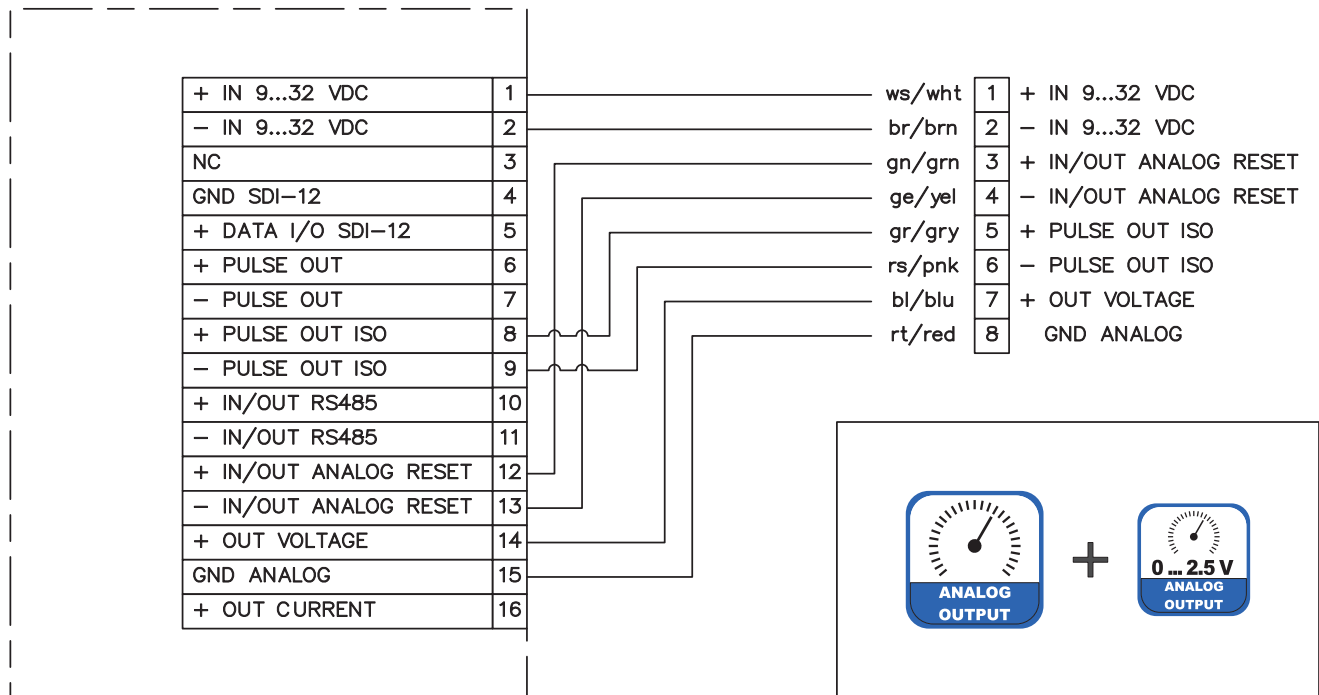 + IN 9...32 VDC 1
− IN 9...32 VDC 2
NC 3
GND SDI−12 4
+ DATA I/O SDI−12 5
+ PULSE OUT 6
− PULSE OUT 7
+ PULSE OUT ISO 8
− PULSE OUT ISO 9
+ IN/OUT RS485 10
− IN/OUT RS485 11
+ IN/OUT ANALOG RESET 12
− IN/OUT ANALOG RESET 13
+ OUT VOLTAGE 14
GND ANALOG 15
+ OUT CURRENT 16
ws/wht 1 + IN 9...32 VDC
br/brn 2 − IN 9...32 VDC
gn/grn 3 + IN/OUT ANALOG RESET
ge/yel 4 − IN/OUT ANALOG RESET
gr/gry 5 + PULSE OUT ISO
rs/pnk 6 − PULSE OUT ISO
bl/blu 7 + OUT VOLTAGE
rt/red 8 GND ANALOG
ANALOG
OUTPUT
+
0 ... 2.5 V
ANALOG
OUTPUT